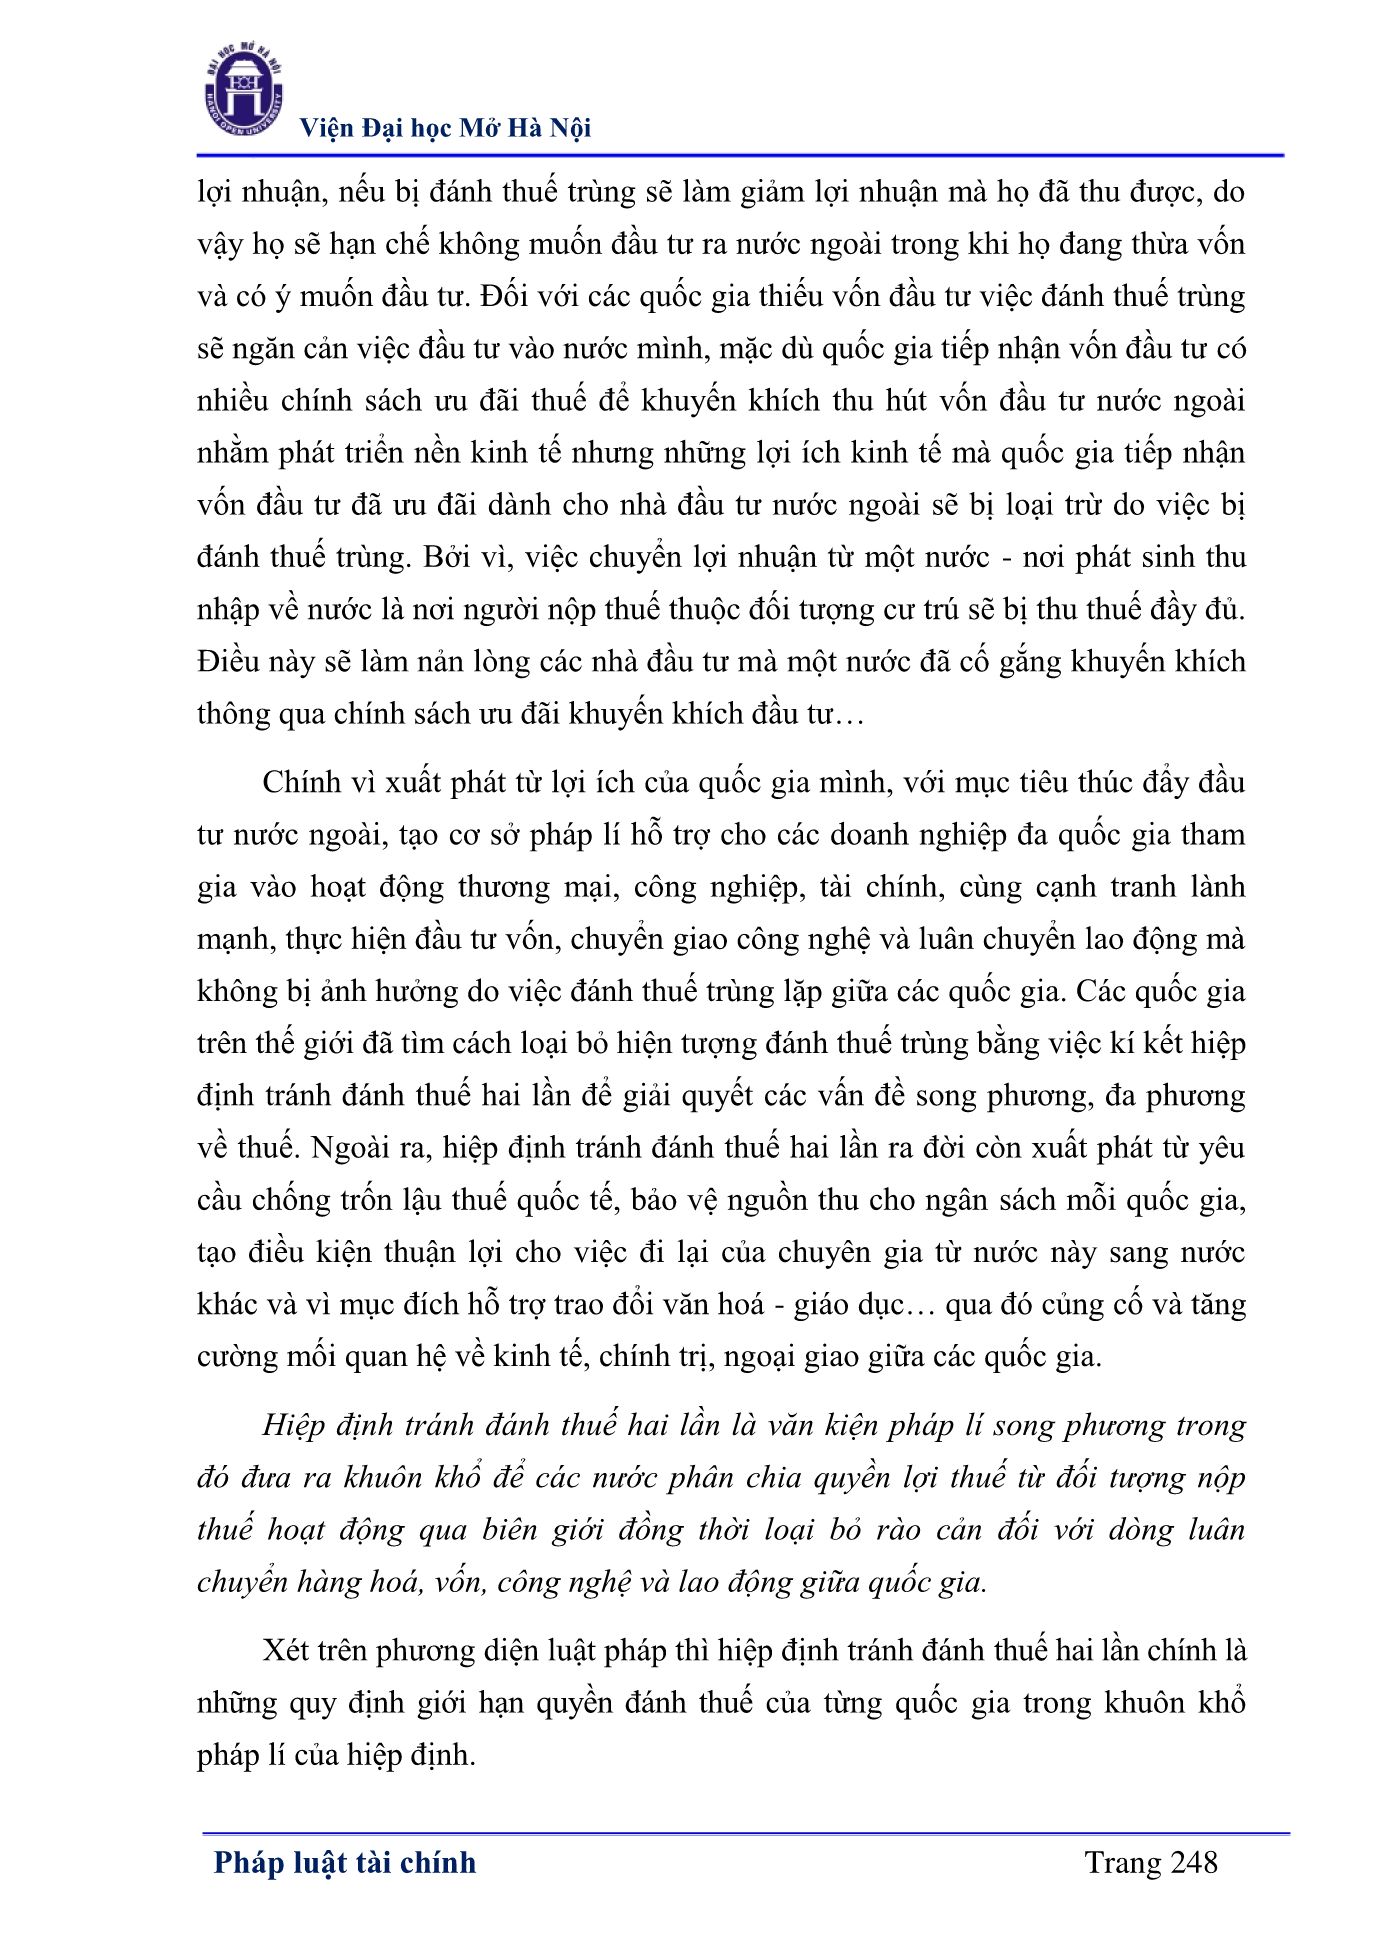 ĐẠI HỌC MỞ HÀ NỘI
HANOI OPEN UNIVERSITY
Viện Đại học Mở Hà Nội
lợi nhuận, nếu bị đánh thuế trùng sẽ làm giảm lợi nhuận mà họ đã thu được, do
vậy họ sẽ hạn chế không muốn đầu tư ra nước ngoài trong khi họ đang thừa vốn
và có ý muốn đầu tư. Đối với các quốc gia thiếu vốn đầu tư việc đánh thuế trùng
sẽ ngăn cản việc đầu tư vào nước mình, mặc dù quốc gia tiếp nhận vốn đầu tư có
nhiều chính sách ưu đãi thuế để khuyến khích thu hút vốn đầu tư nước ngoài
nhằm phát triển nền kinh tế nhưng những lợi ích kinh tế mà quốc gia tiếp nhận
vốn đầu tư đã ưu đãi dành cho nhà đầu tư nước ngoài sẽ bị loại trừ do việc bị
đánh thuế trùng. Bởi vì, việc chuyển lợi nhuận từ một nước - nơi phát sinh thu
nhập về nước là nơi người nộp thuế thuộc đối tượng cư trú sẽ bị thu thuế đầy đủ.
Điều này sẽ làm nản lòng các nhà đầu tư mà một nước đã cố gắng khuyến khích
thông qua chính sách ưu đãi khuyến khích đầu tư…
Chính vì xuất phát từ lợi ích của quốc gia mình, với mục tiêu thúc đẩy đầu
tư nước ngoài, tạo cơ sở pháp lí hỗ trợ cho các doanh nghiệp đa quốc gia tham
gia vào hoạt động thương mại, công nghiệp, tài chính, cùng cạnh tranh lành
mạnh, thực hiện đầu tư vốn, chuyển giao công nghệ và luân chuyển lao động mà
không bị ảnh hưởng do việc đánh thuế trùng lặp giữa các quốc gia. Các quốc gia
trên thế giới đã tìm cách loại bỏ hiện tượng đánh thuế trùng bằng việc kí kết hiệp
định tránh đánh thuế hai lần để giải quyết các vấn đề song phương, đa phương
về thuế. Ngoài ra, hiệp định tránh đánh thuế hai lần ra đời còn xuất phát từ yêu
cầu chống trốn lậu thuế quốc tế, bảo vệ nguồn thu cho ngân sách mỗi quốc gia,
tạo điều kiện thuận lợi cho việc đi lại của chuyên gia từ nước này sang nước
khác và vì mục đích hỗ trợ trao đổi văn hoá - giáo dục… qua đó củng cố và tăng
cường mối quan hệ về kinh tế, chính trị, ngoại giao giữa các quốc gia.
Hiệp định tránh đánh thuế hai lần là văn kiện pháp lí song phương trong
đó đưa ra khuôn khổ để các nước phân chia quyền lợi thuế từ đối tượng nộp
thuế hoạt động qua biên giới đồng thời loại bỏ rào cản đối với dòng luân
chuyển hàng hoá, vốn, công nghệ và lao động giữa quốc gia.
Xét trên phương diện luật pháp thì hiệp định tránh đánh thuế hai lần chính là
những quy định giới hạn quyền đánh thuế của từng quốc gia trong khuôn khổ
pháp lí của hiệp định.
Pháp luật tài chính
Trang 248